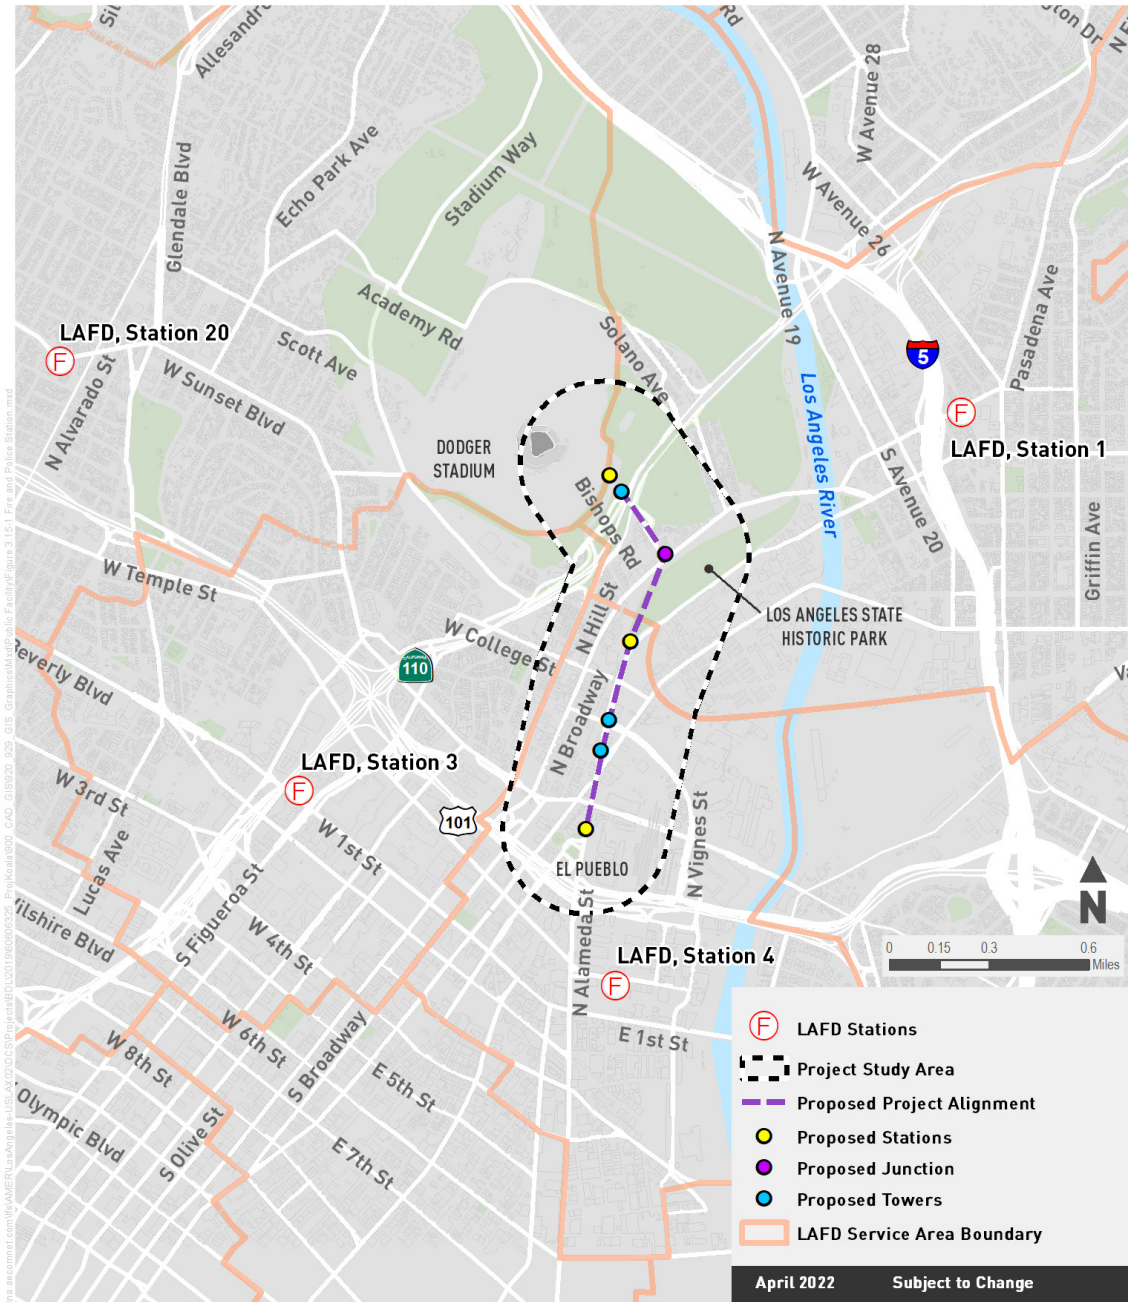 Allesandro
Rd
N Avenue 19
W Avenue 28
W Avenue 26
Glendale Blvd
Echo Park Ave
Stadium Way
Academy Rd
Scott Ave
Solano Ave
Pasadena Ave
5
LAFD, Station 20
F
N Alvarado St
W Sunset Blvd
DODGER
STADIUM
Bishops Rd
Los Angeles River
F
LAFD, Station 1
S Avenue 20
Griffin Ave
W Temple St
W College St
N Hill St
N Broadway
LOS ANGELES STATE
HISTORIC PARK
CALIFORNIA
110
Beverly Blvd
LAFD, Station 3
F
W 3rd St
W 1st St
101
Lucas Ave
N Vignes St
EL PUEBLO
Wilshire Blvd
S Figueroa St
W 4th St
N Alameda St
LAFD, Station 4
F
E 1st St
N
0 0.15 0.3 0.6
Miles
W 6th St
W 8th St
S Broadway
E 5th St
Olympic Blvd
S Olive St
E 7th St
F LAFD Stations
Project Study Area
Proposed Project Alignment
Proposed Stations
Proposed Junction
Proposed Towers
LAFD Service Area Boundary
April 2022 Subject to Change